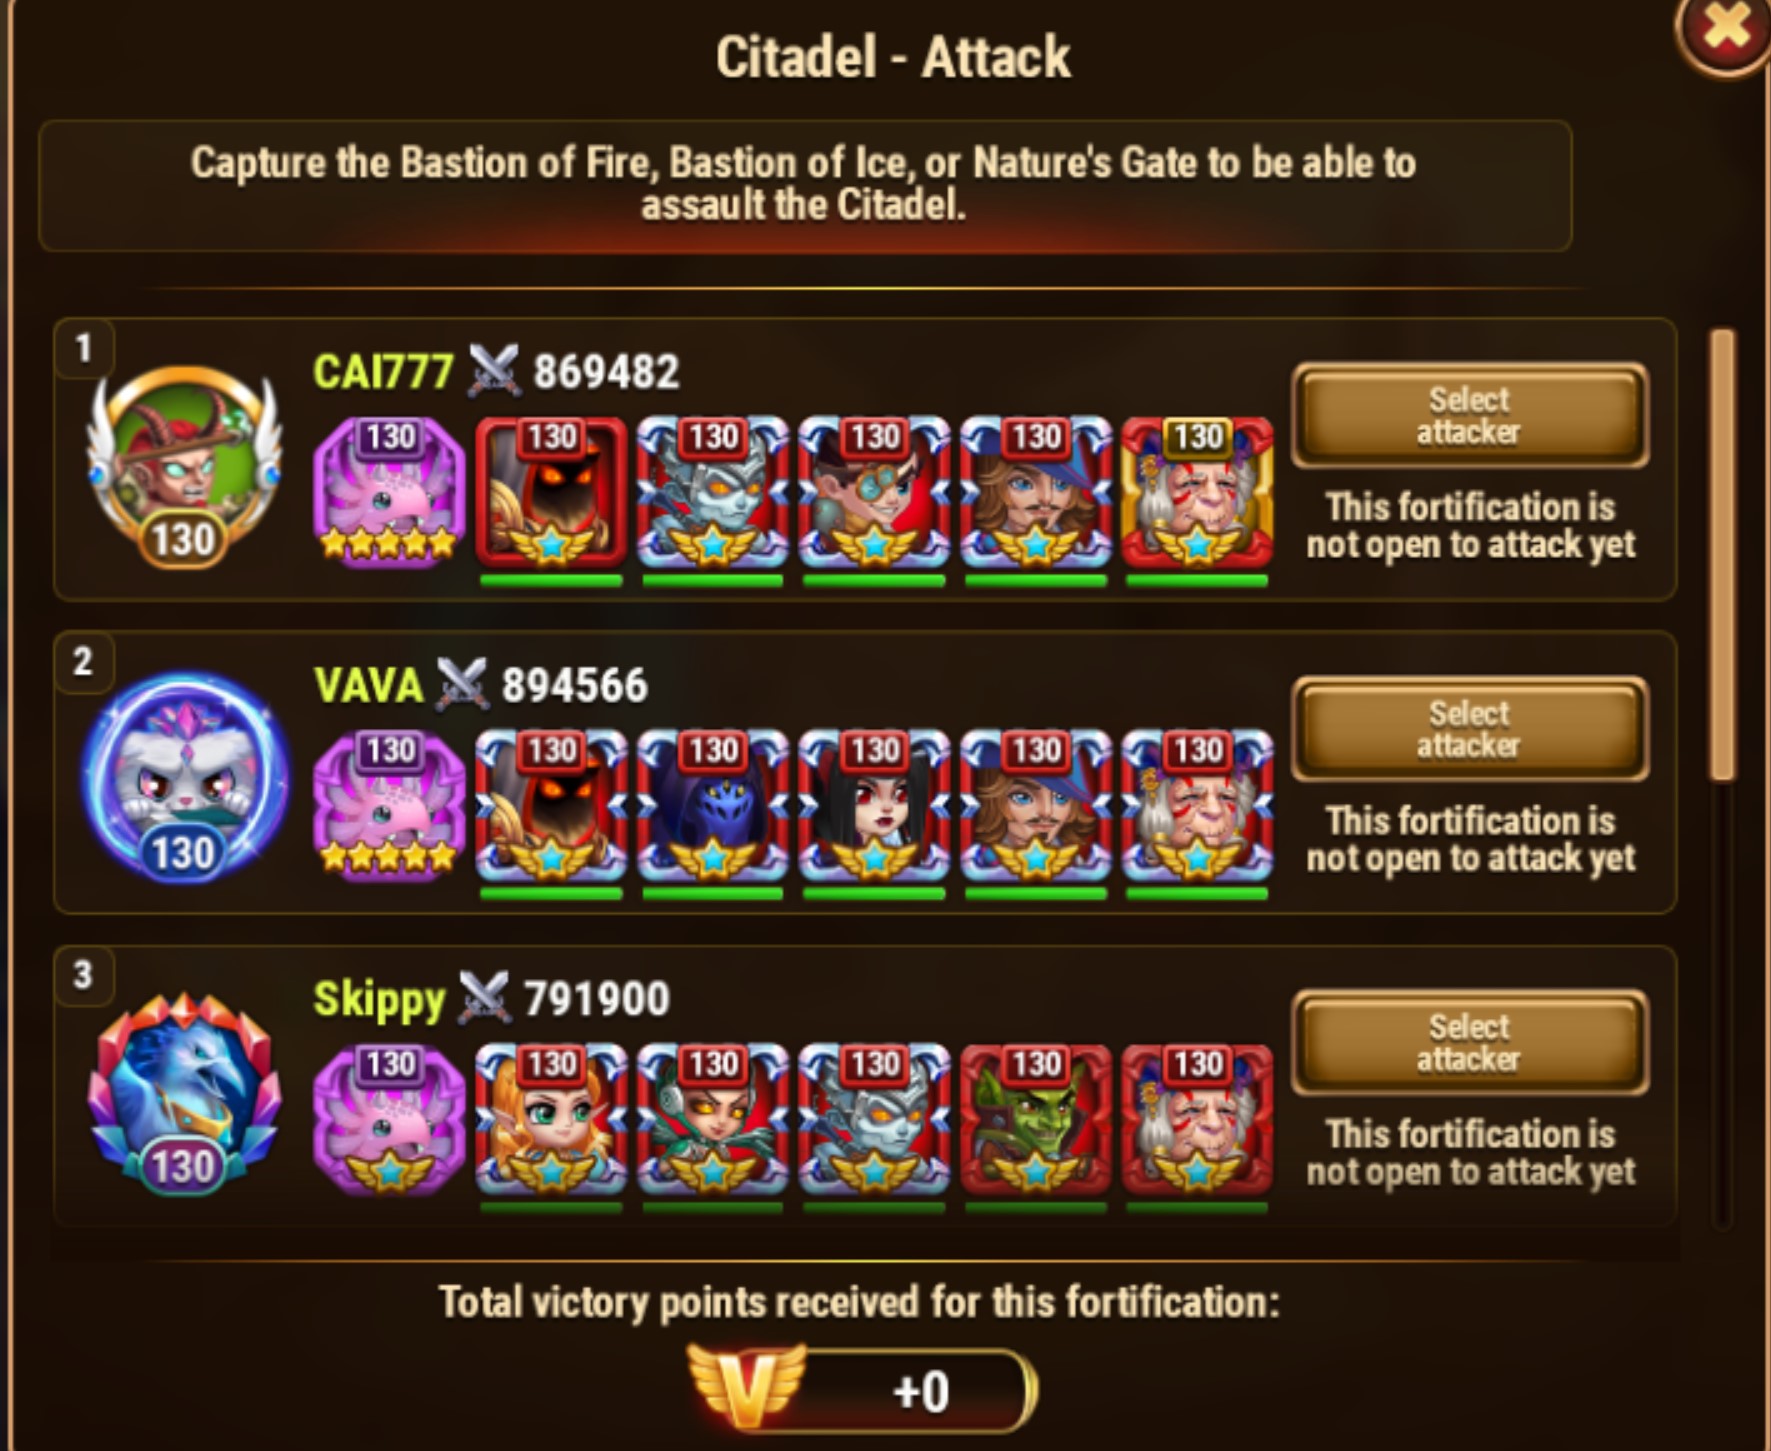 Citadel - Attack
Capture the Bastion of Fire, Bastion of Ice, or Nature's Gate to be able to
assault the Citadel.
1
CAI777 869482
130
130 130 130 130 130 130
Select
attacker
This fortification is
not open to attack yet
2
VAVA 894566
130
130 130 130 130 130 130
Select
attacker
This fortification is
not open to attack yet
3
Skippy 791900
130
130 130 130 130 130 130
Select
attacker
This fortification is
not open to attack yet
Total victory points received for this fortification:
V +0